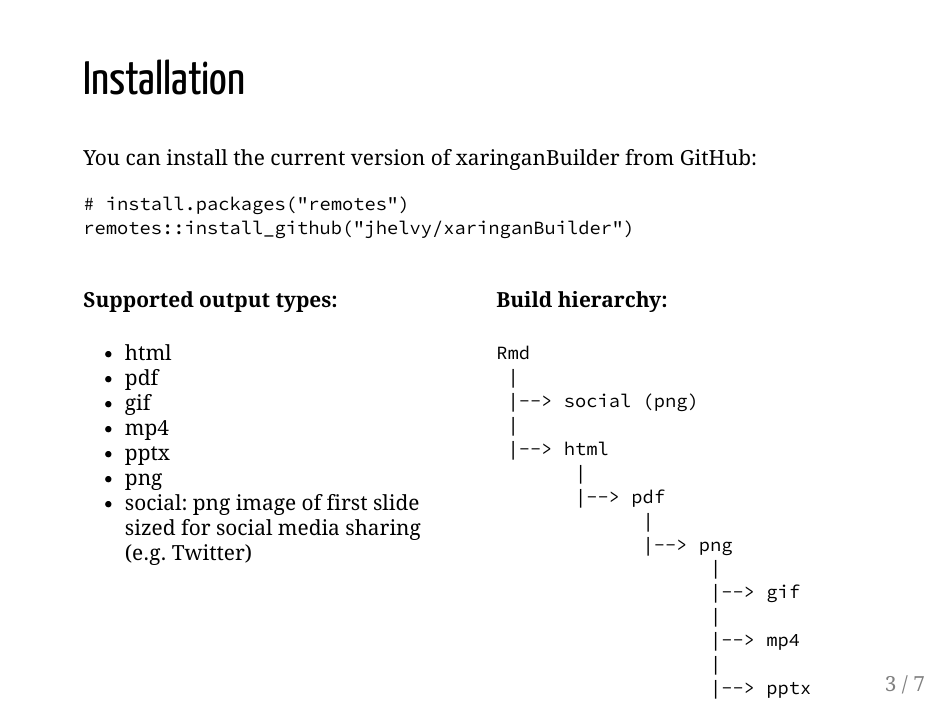 Installation
You can install the current version of xaringanBuilder from GitHub:
# install.packages("remotes")
remotes::install_github("jhelvy/xaringanBuilder")
Supported output types:
• html
• pdf
• gif
• mp4
• pptx
• png
• social: png image of first slide
sized for social media sharing
(e.g. Twitter)
Build hierarchy:
Rmd
 |
 |--> social (png)
 |
 |--> html
       |
       |--> pdf
             |
             |--> png
                   |
                   |--> gif
                   |
                   |--> mp4
                   |
                   |--> pptx
3 / 7